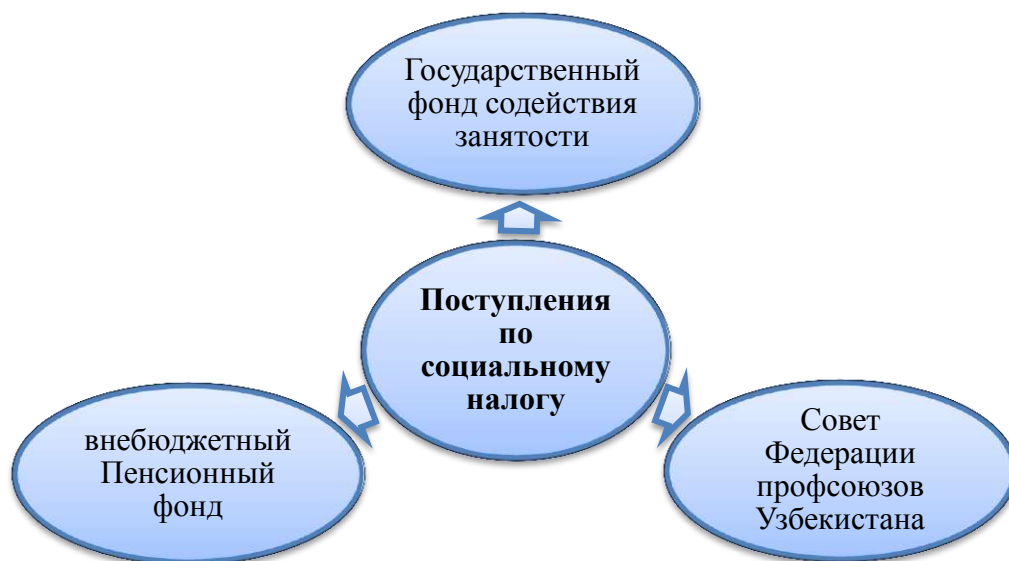 Государственный
фонд содействия
занятости
Поступления
по
социальному
налогу
внебюджетный
Пенсионный
фонд
Совет
Федерации
профсоюзов
Узбекистана